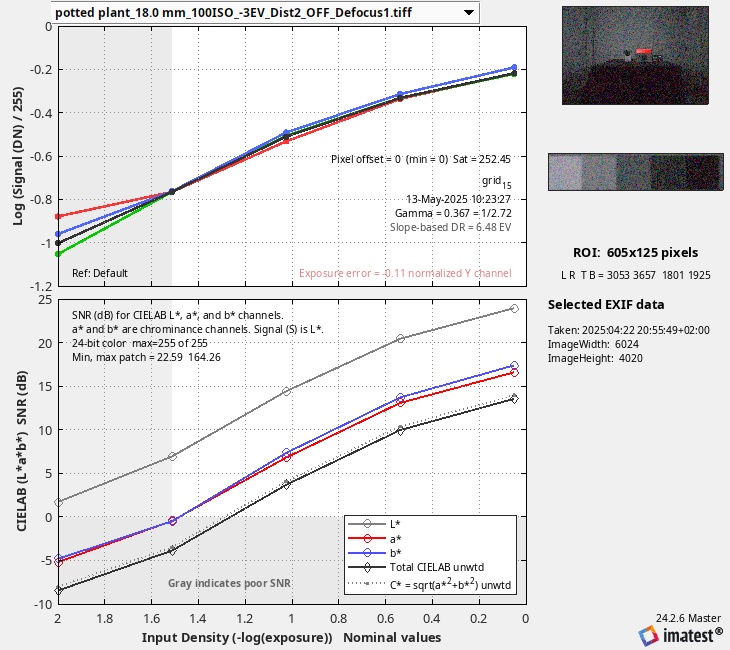 potted plant_18.0 mm_100ISO_-3EV_Dist2_OFF_Defocus1.tiff
Log (Signal (DN) / 255)
0
-0.2
-0.4
-0.6
-0.8
-1
-1.2
Pixel offset = 0 (min = 0) Sat = 252.45
grid15
13-May-2025 10:23:27
Gamma = 0.367 = 1/2.72
Slope-based DR = 6.48 EV
Ref: Default
Exposure error = -0.11 normalized Y channel
CIELAB (L*a*b*) SNR (dB)
25
20
15
10
5
0
-5
-10
SNR (dB) for CIELAB L*, a*, and b* channels.
a* and b* are chrominance channels. Signal (S) is L*.
24-bit color max=255 of 255
Min, max patch = 22.59 164.26
Gray indicates poor SNR
L*
a*
b*
Total CIELAB unwtd
C* = sqrt(a*2+b*2) unwtd
2 1.8 1.6 1.4 1.2 1 0.8 0.6 0.4 0.2 0
Input Density (-log(exposure)) Nominal values
ROI: 605x125 pixels
L R T B = 3053 3657 1801 1925
Selected EXIF data
Taken: 2025:04:22 20:55:49+02:00
ImageWidth: 6024
ImageHeight: 4020
24.2.6 Master
imatest®